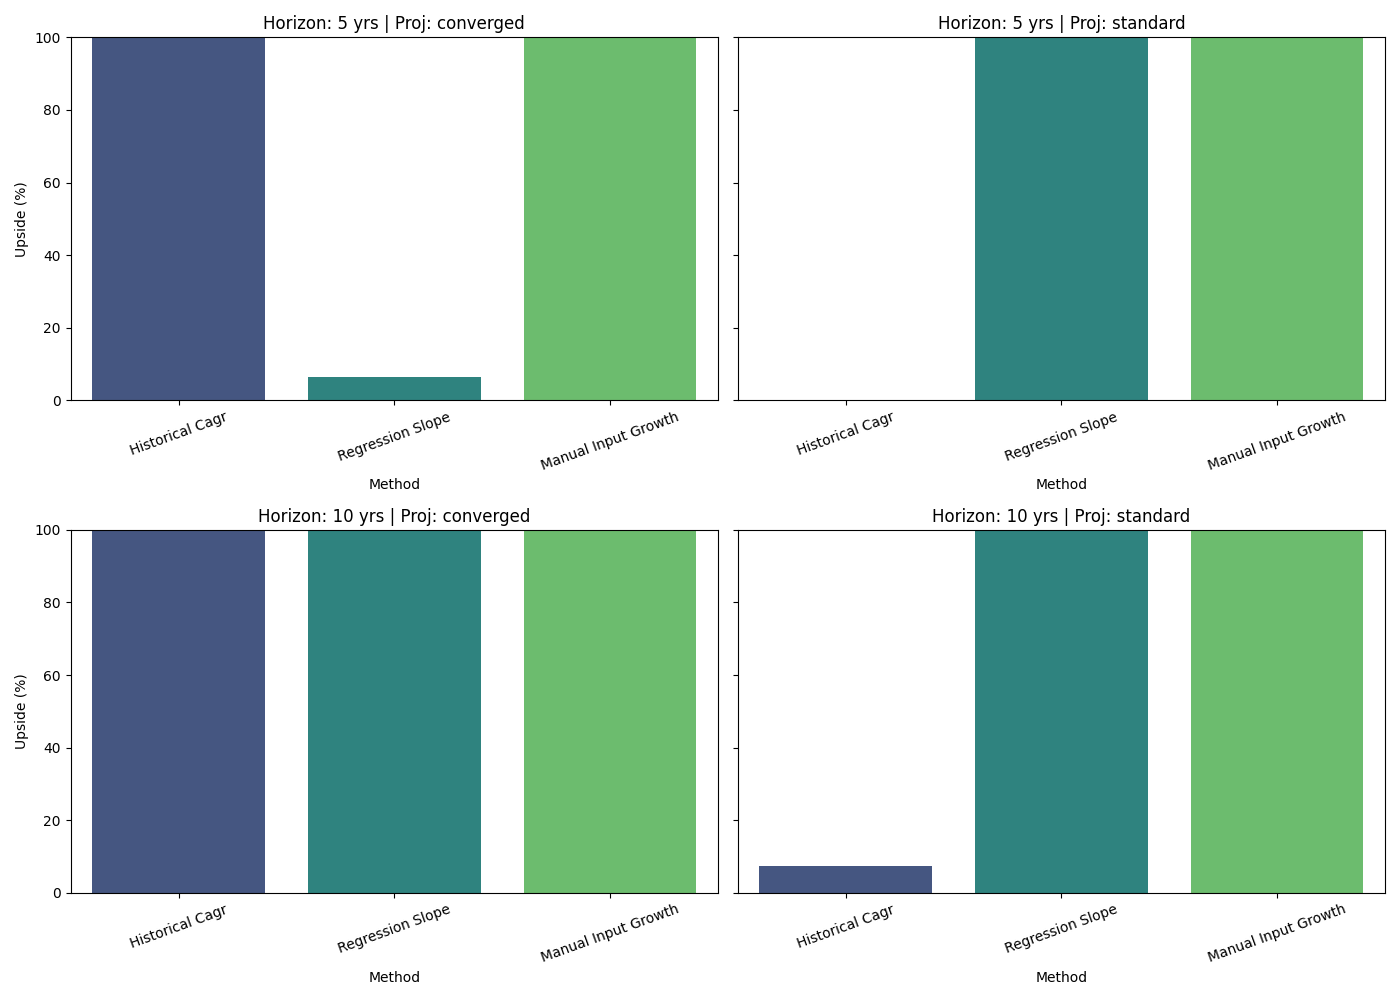 Horizon: 5 yrs | Proj: converged
Horizon: 5 yrs | Proj: standard
100
80
60
40
20
0
Upside (%)
Historical Cagr
Regression Slope
Manual Input Growth
Method
Historical Cagr
Regression Slope
Manual Input Growth
Method
Horizon: 10 yrs | Proj: converged
Horizon: 10 yrs | Proj: standard
100
80
60
40
20
0
Upside (%)
Historical Cagr
Regression Slope
Manual Input Growth
Method
Historical Cagr
Regression Slope
Manual Input Growth
Method